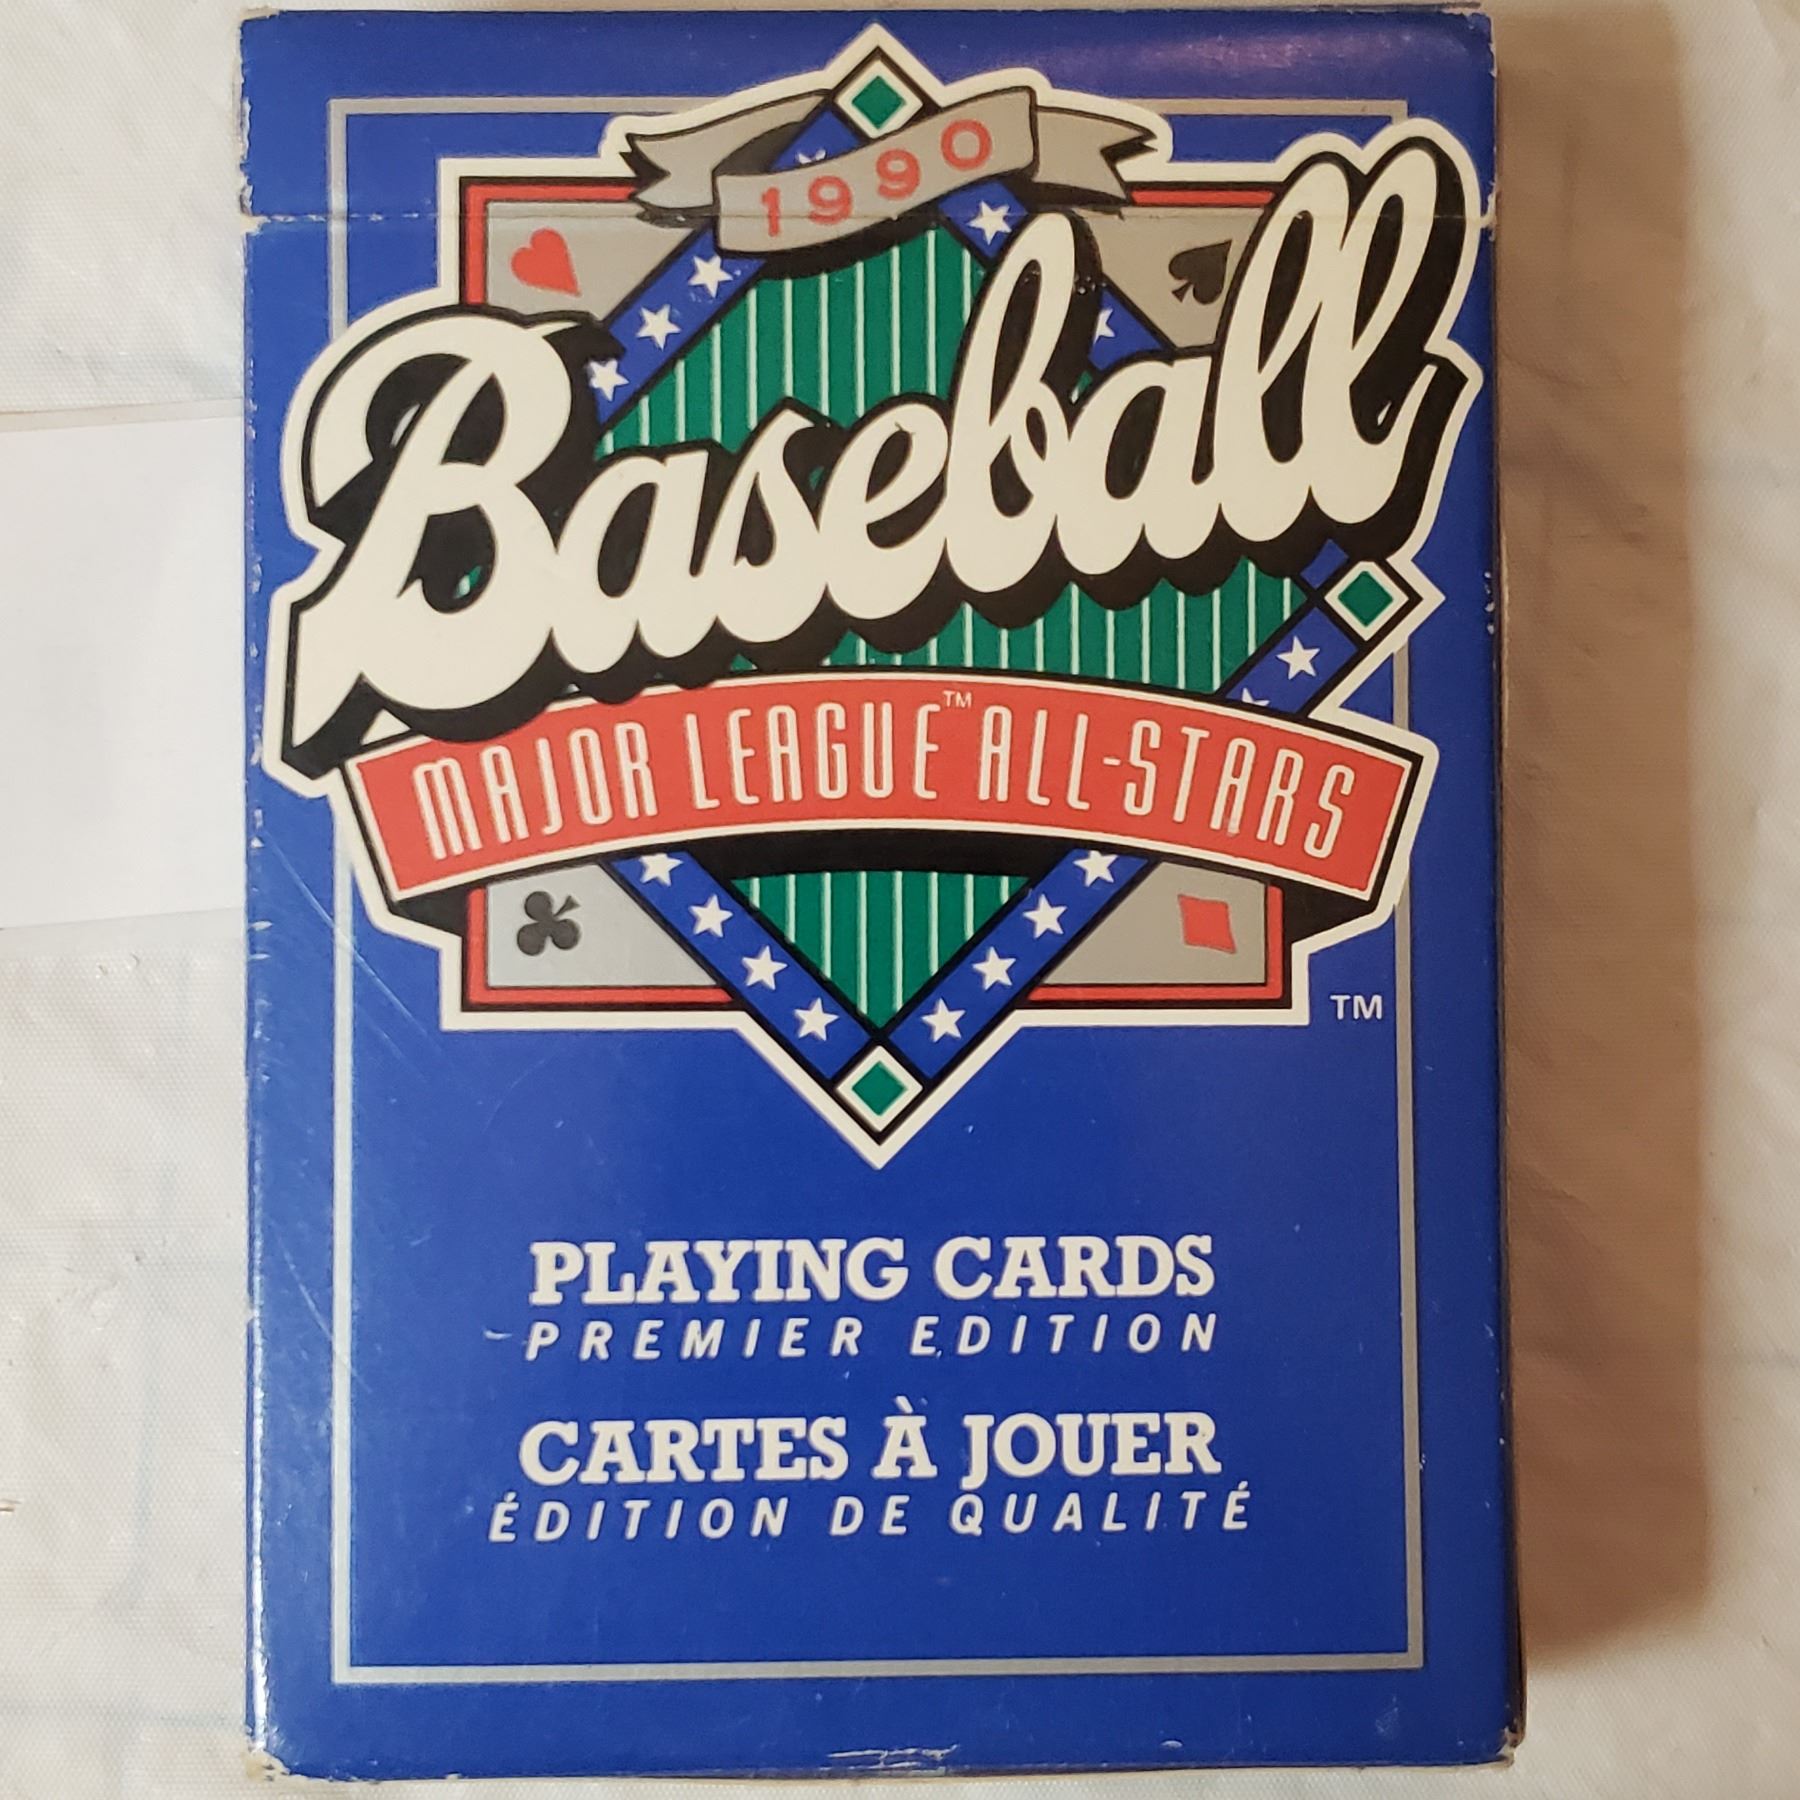 1990
Baseball
MAJOR LEAGUE™ ALL-STARS
TM
PLAYING CARDS
PREMIER EDITION
CARTES À JOUER
ÉDITION DE QUALITÉ